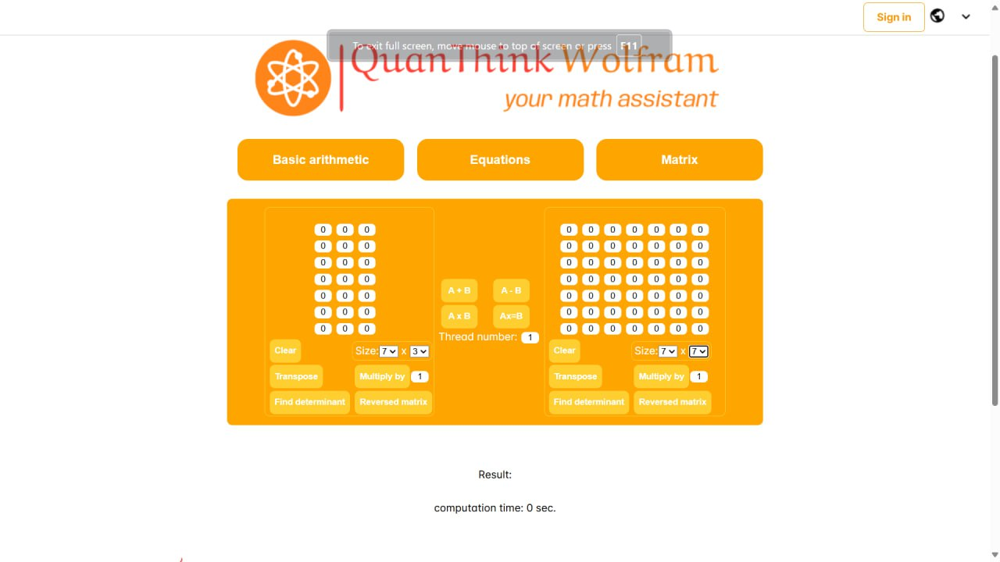 Sign in
To exit full screen, move mouse to top of screen or press F11
QuanThink Wolfram
your math assistant
Basic arithmetic Equations Matrix
0 0 0 0 0 0 0 0 0 0
0 0 0 0 0 0 0 0 0 0
0 0 0 0 0 0 0 0 0 0
0 0 0 0 0 0 0 0 0 0
0 0 0 0 0 0 0 0 0 0
0 0 0 0 0 0 0 0 0 0
0 0 0 0 0 0 0 0 0 0
A + B A - B
A x B Ax=B
Thread number: 1
Clear Size: 7 x 3 Clear Size: 7 x 7
Transpose Multiply by 1 Transpose Multiply by 1
Find determinant Reversed matrix Find determinant Reversed matrix
Result:
computation time: 0 sec.